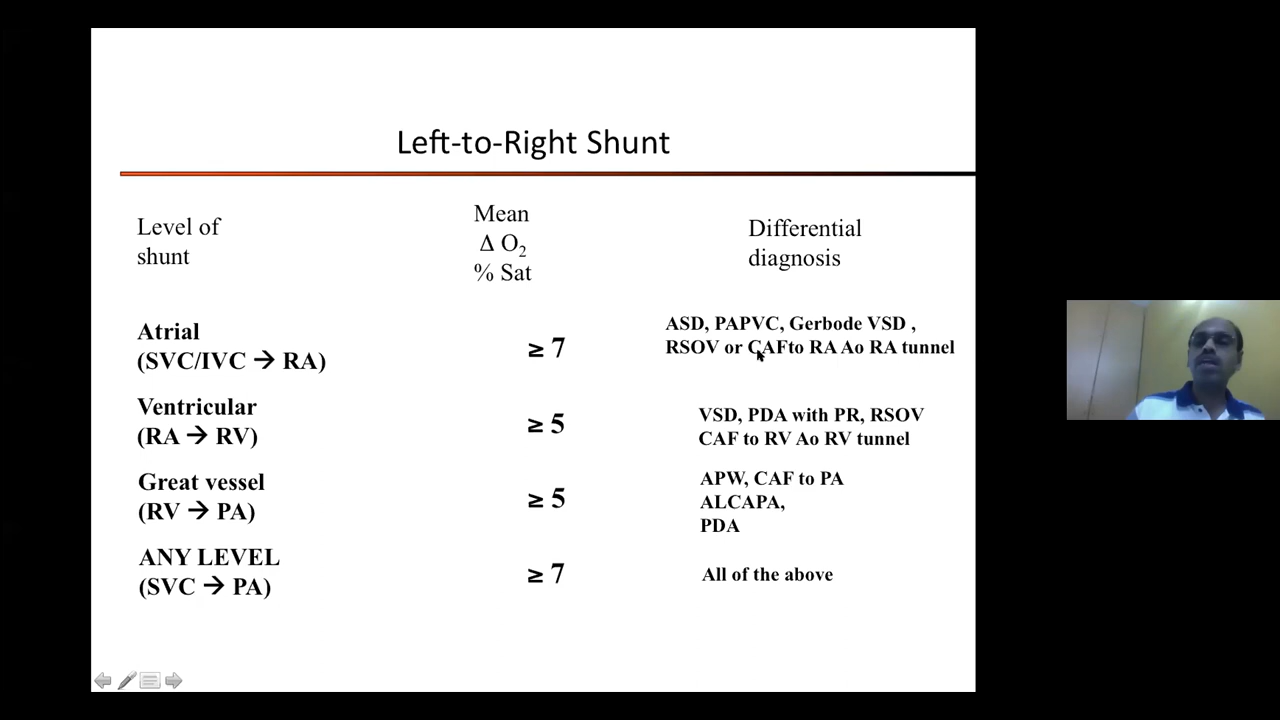 Left-to-Right Shunt
Level of
shunt
Mean
Δ O₂
% Sat
Differential
diagnosis
Atrial
(SVC/IVC → RA)
≥ 7
ASD, PAPVC, Gerbode VSD ,
RSOV or CAFto RA Ao RA tunnel
Ventricular
(RA → RV)
≥ 5
VSD, PDA with PR, RSOV
CAF to RV Ao RV tunnel
Great vessel
(RV → PA)
≥ 5
APW, CAF to PA
ALCAPA,
PDA
ANY LEVEL
(SVC → PA)
≥ 7
All of the above